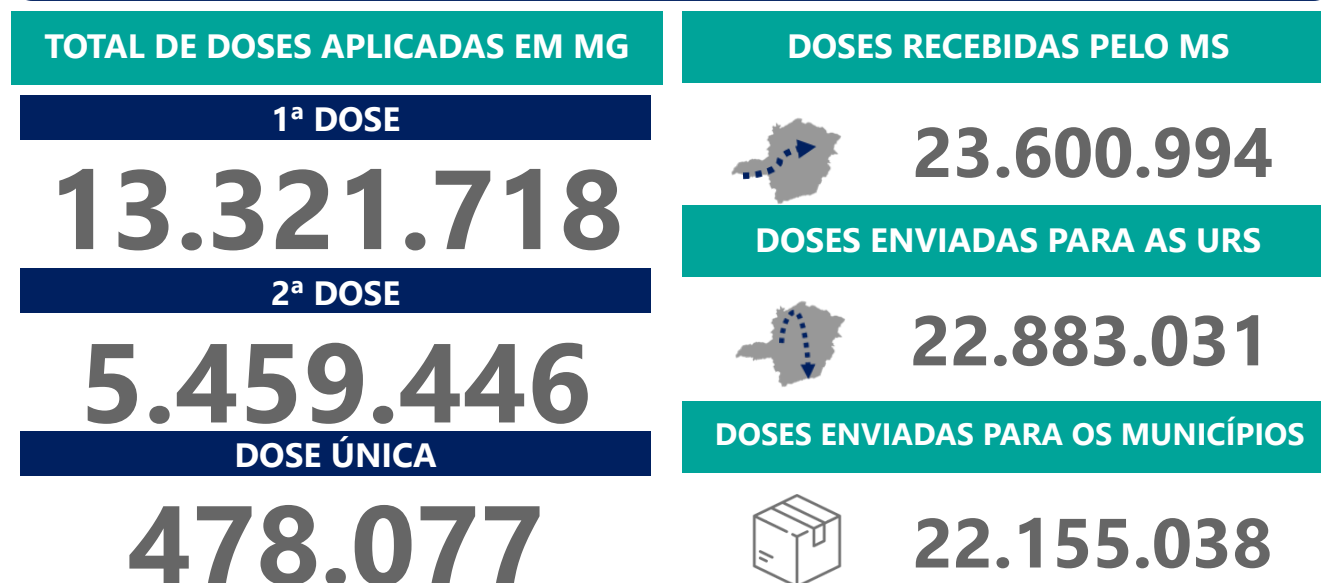 TOTAL DE DOSES APLICADAS EM MG
1ª DOSE
13.321.718
2ª DOSE
5.459.446
DOSE ÚNICA
478.077
DOSES RECEBIDAS PELO MS
23.600.994
DOSES ENVIADAS PARA AS URS
22.883.031
DOSES ENVIADAS PARA OS MUNICÍPIOS
22.155.038